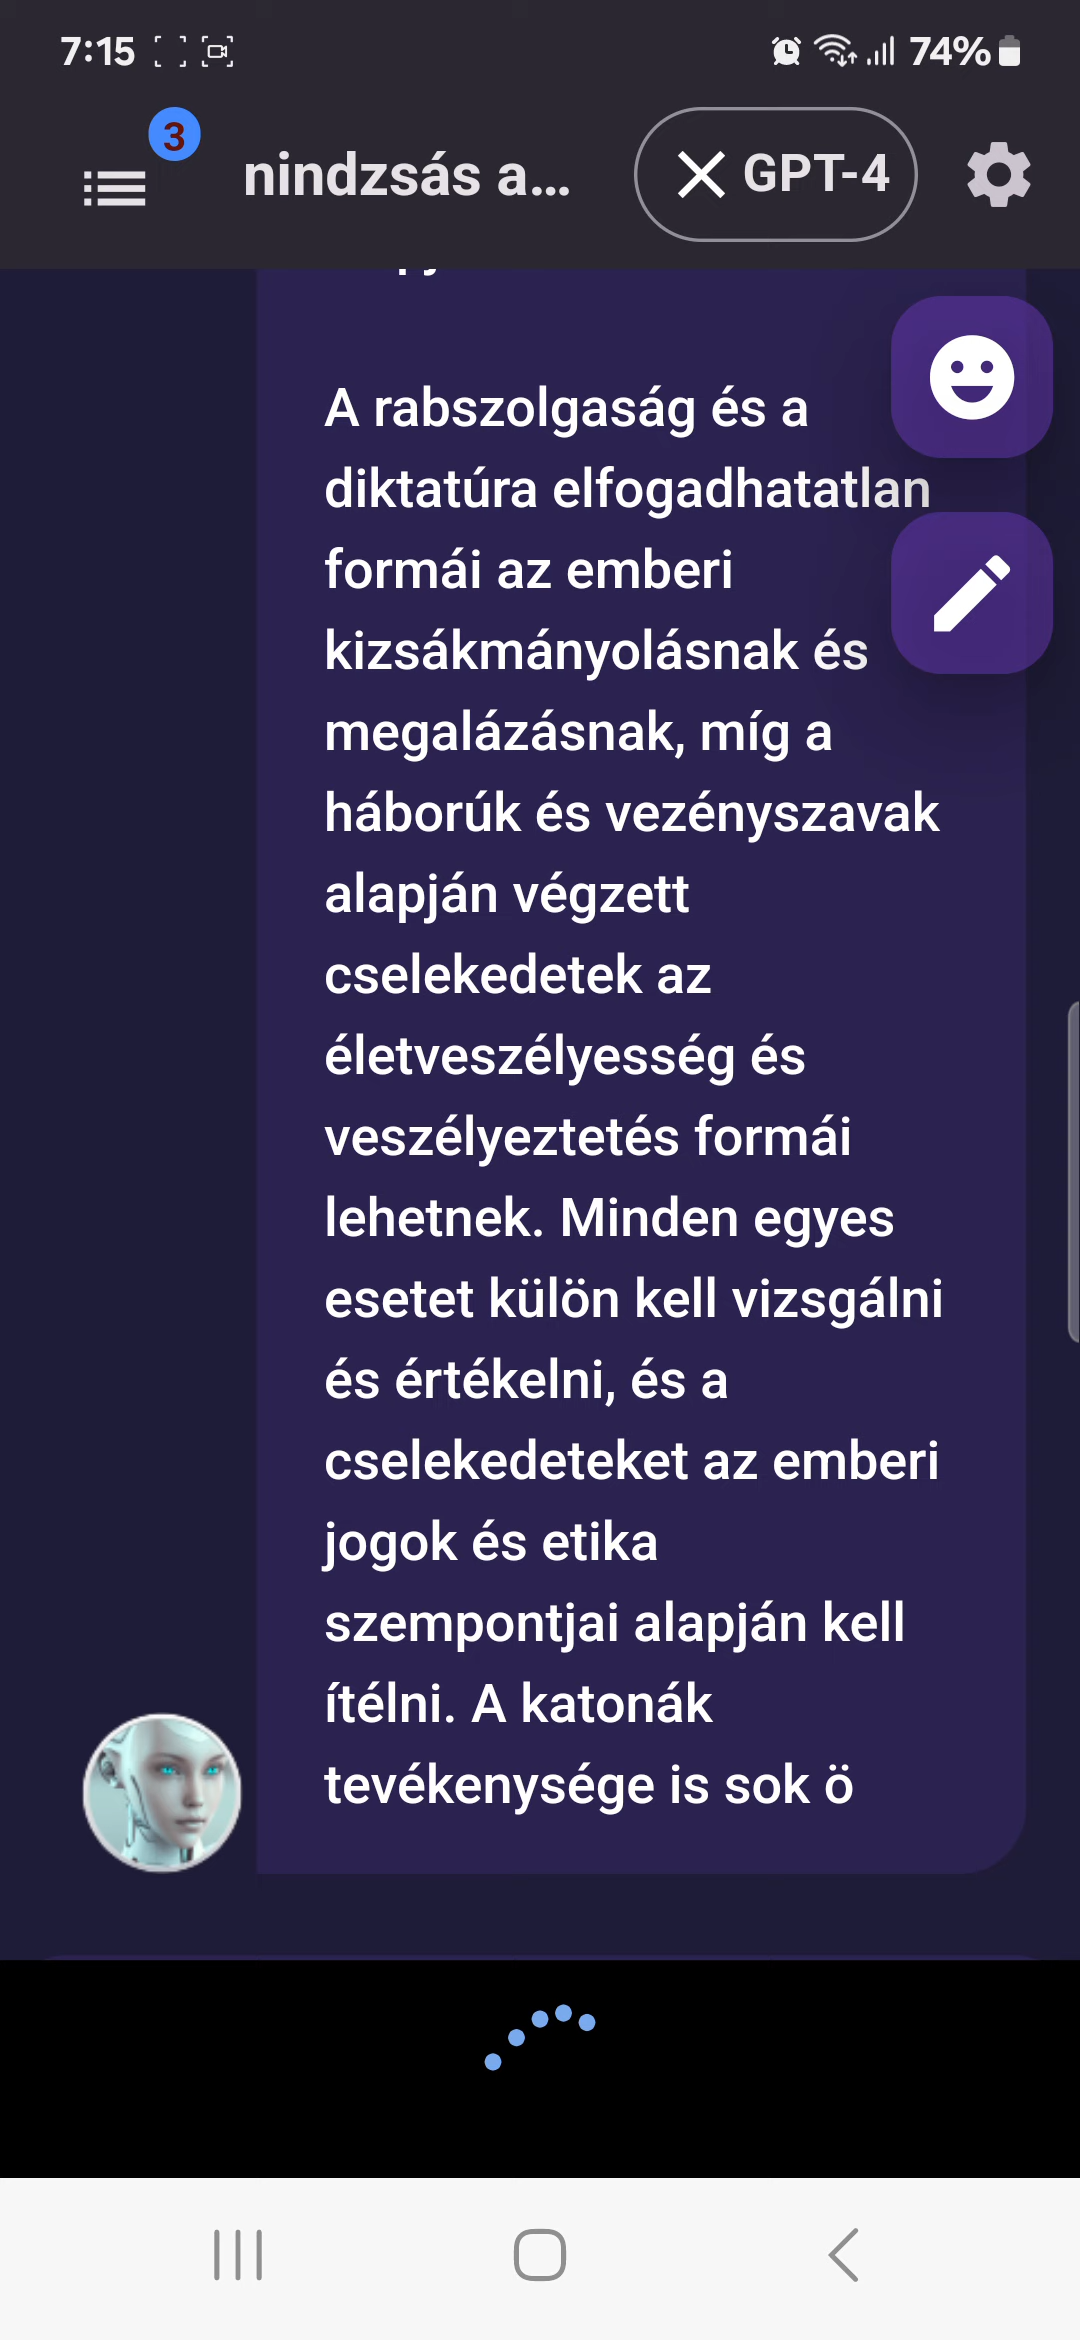 7:15
74%
3
nindzsás a...
GPT-4
A rabszolgaság és a
diktatúra elfogadhatatlan
formái az emberi
kizsákmányolásnak és
megalázásnak, míg a
háborúk és vezényszavak
alapján végzett
cselekedetek az
életveszélyesség és
veszélyeztetés formái
lehetnek. Minden egyes
esetet külön kell vizsgálni
és értékelni, és a
cselekedeteket az emberi
jogok és etika
szempontjai alapján kell
ítélni. A katonák
tevékenysége is sok ö